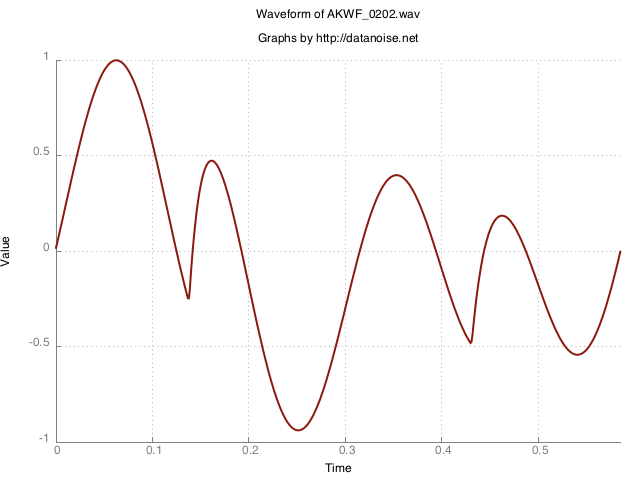 Waveform of AKWF_0202.wav
Graphs by http://datanoise.net
1
0.5
0
-0.5
-1
Value
0 0.1 0.2 0.3 0.4 0.5
Time